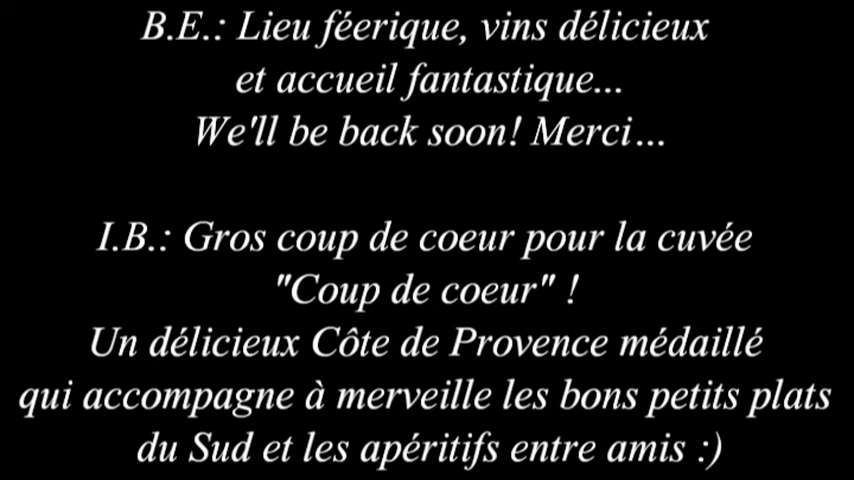 B.E.: Lieu féerique, vins délicieux
et accueil fantastique...
We'll be back soon! Merci...
I.B.: Gros coup de coeur pour la cuvée
"Coup de coeur" !
Un délicieux Côte de Provence médaillé
qui accompagne à merveille les bons petits plats
du Sud et les apéritifs entre amis :)